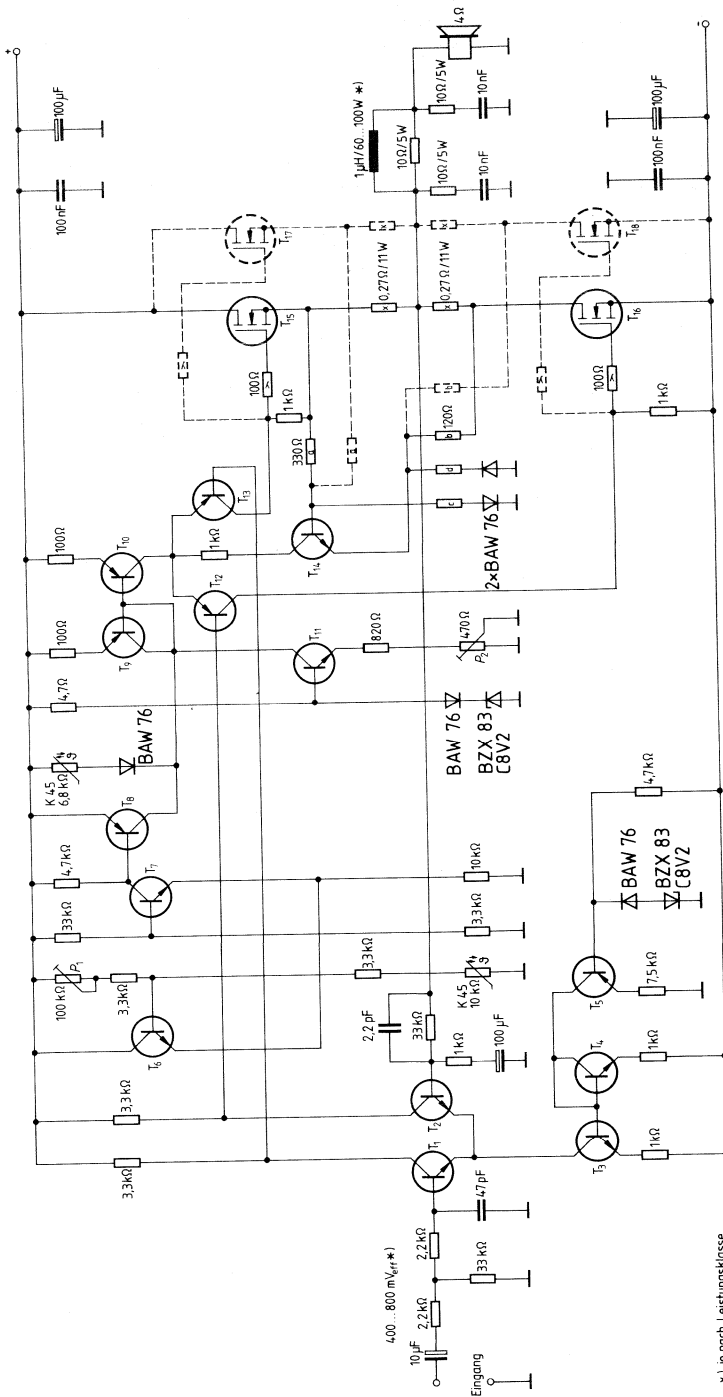 +
100nF
100µF
4Ω
1µH/60...100W *)
10Ω/5W
10Ω/5W
10nF
10Ω/5W
10nF
100nF
100µF
-
T17
T15
100Ω
Y
Y
1kΩ
330Ω
a
a
x 0,27Ω/11W
x
x 0,27Ω/11W
x
T18
T16
100Ω
Y
Y
1kΩ
b
120Ω
b
d
c
2×BAW 76
100Ω
T10
T13
1kΩ
T12
T14
100Ω
T9
T11
820Ω
470Ω
P2
4,7Ω
BAW 76
BZX 83
C8V2
K 45
6,8kΩ
ϑ
BAW 76
T8
4,7kΩ
T7
10kΩ
33kΩ
3,3kΩ
100kΩ
P1
3,3kΩ
3,3kΩ
K 45
10kΩ
ϑ
T6
3,3kΩ
3,3kΩ
2,2pF
33kΩ
1kΩ
100µF
T1
T2
4,7kΩ
BAW 76
BZX 83
C8V2
T5
7,5kΩ
T4
1kΩ
T3
1kΩ
400...800 mVeff *)
47pF
2,2kΩ
33kΩ
2,2kΩ
10µF
Eingang
*) je nach Leistungsklasse